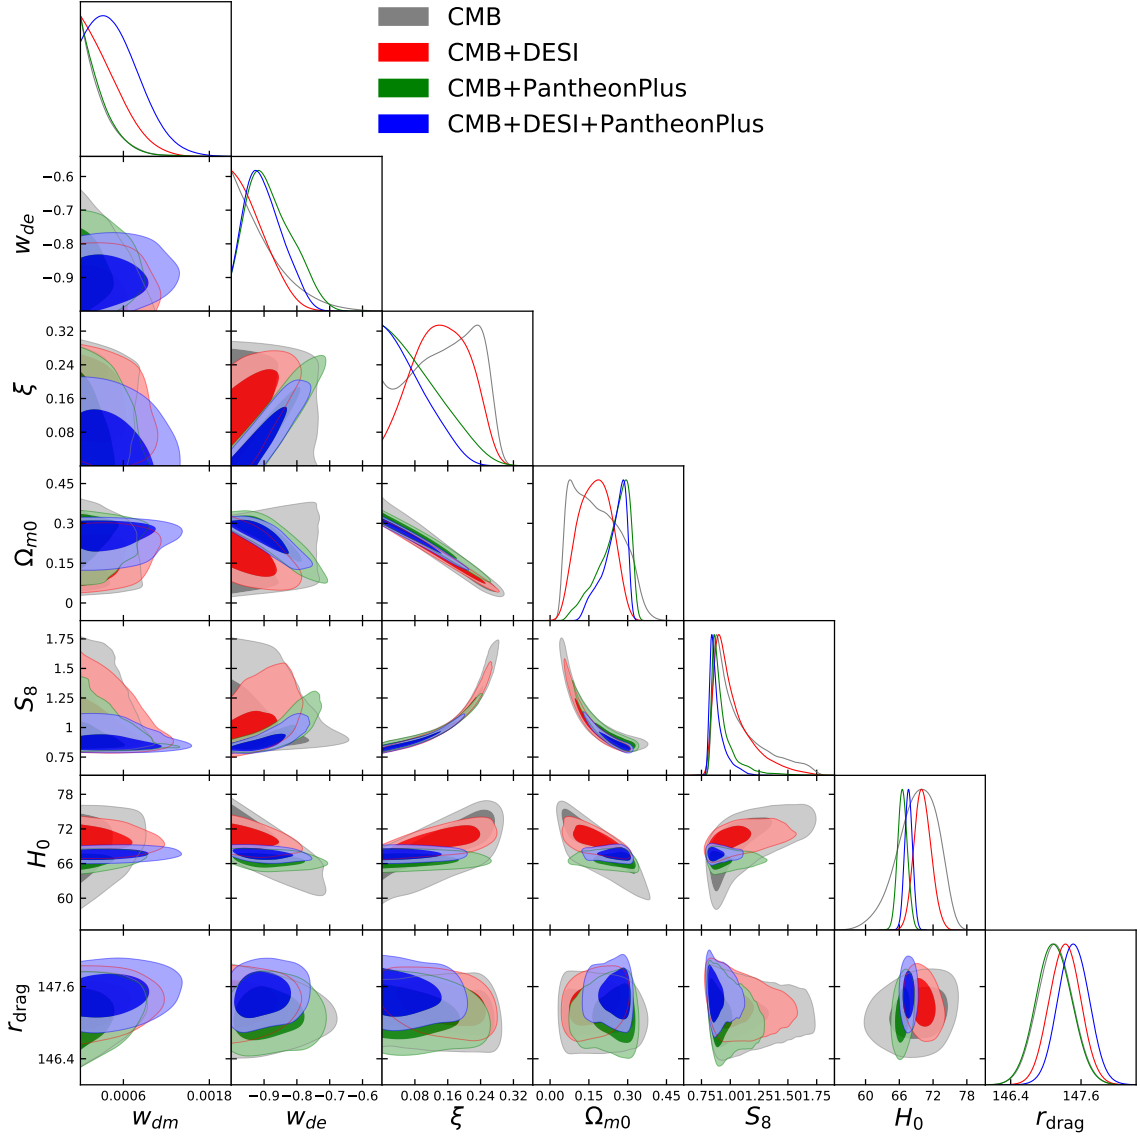 CMB
CMB+DESI
CMB+PantheonPlus
CMB+DESI+PantheonPlus
−0.6
−0.7
−0.8
−0.9
w_de
0.32
0.24
0.16
0.08
ξ
0.45
0.3
0.15
0
Ω_m0
1.75
1.5
1.25
1
0.75
S_8
78
72
66
60
H_0
147.6
146.4
r_drag
0.0006 0.0018
−0.9 −0.8 −0.7 −0.6
0.08 0.16 0.24 0.32
0.00 0.15 0.30 0.45
0.75 1.00 1.25 1.50 1.75
60 66 72 78
146.4 147.6
w_dm w_de ξ Ω_m0 S_8 H_0 r_drag